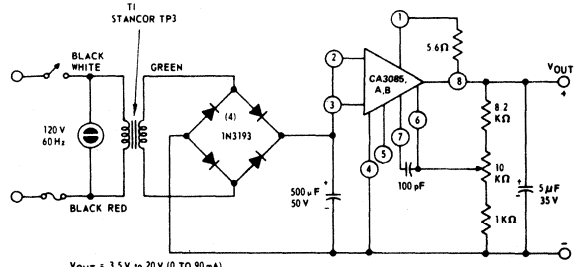 T1
STANCOR TP3
BLACK
WHITE
GREEN
120 V
60 Hz
BLACK RED
(4)
1N3193
500 μF
50 V
+
-
2
3
1
CA3085,
A,B
5.6Ω
8
7
6
5
4
100 pF
VOUT
+
8.2
KΩ
10
KΩ
1KΩ
+
-
5μF
35 V
-
VOUT = 3.5 V to 20 V (0 TO 90 mA)